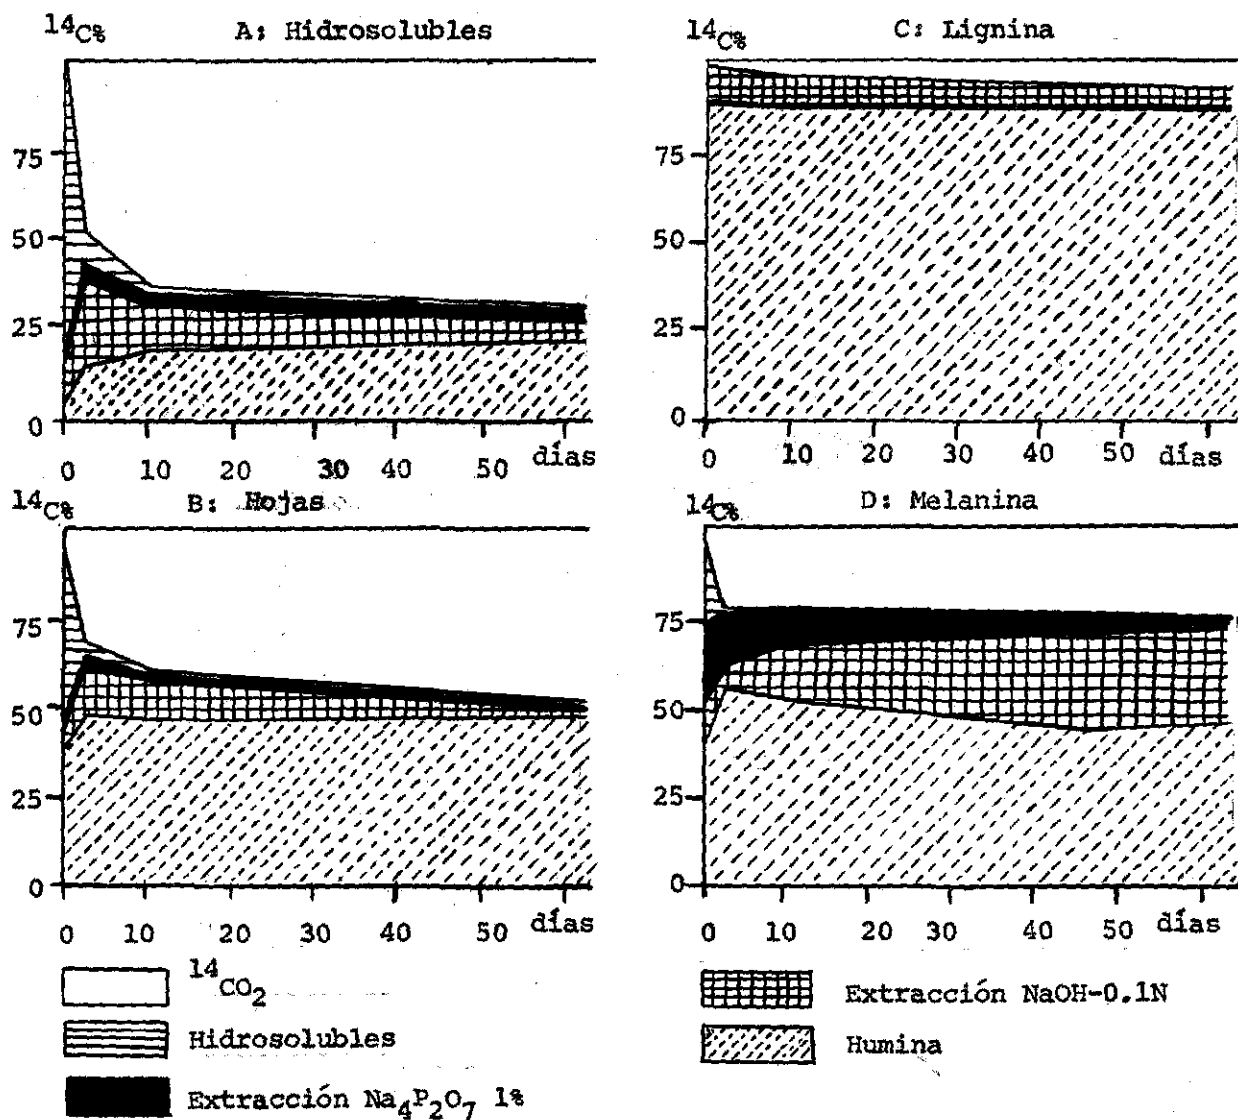 14C%
A: Hidrosolubles
75
50
25
0
0 10 20 30 40 50 días
14C%
C: Lignina
75
50
25
0
0 10 20 30 40 50 días
14C%
B: Hojas
75
50
25
0
0 10 20 30 40 50 días
14C%
D: Melanina
75
50
25
0
0 10 20 30 40 50 días
14CO2
Hidrosolubles
Extracción Na4P2O7 1%
Extracción NaOH-0.1N
Humina